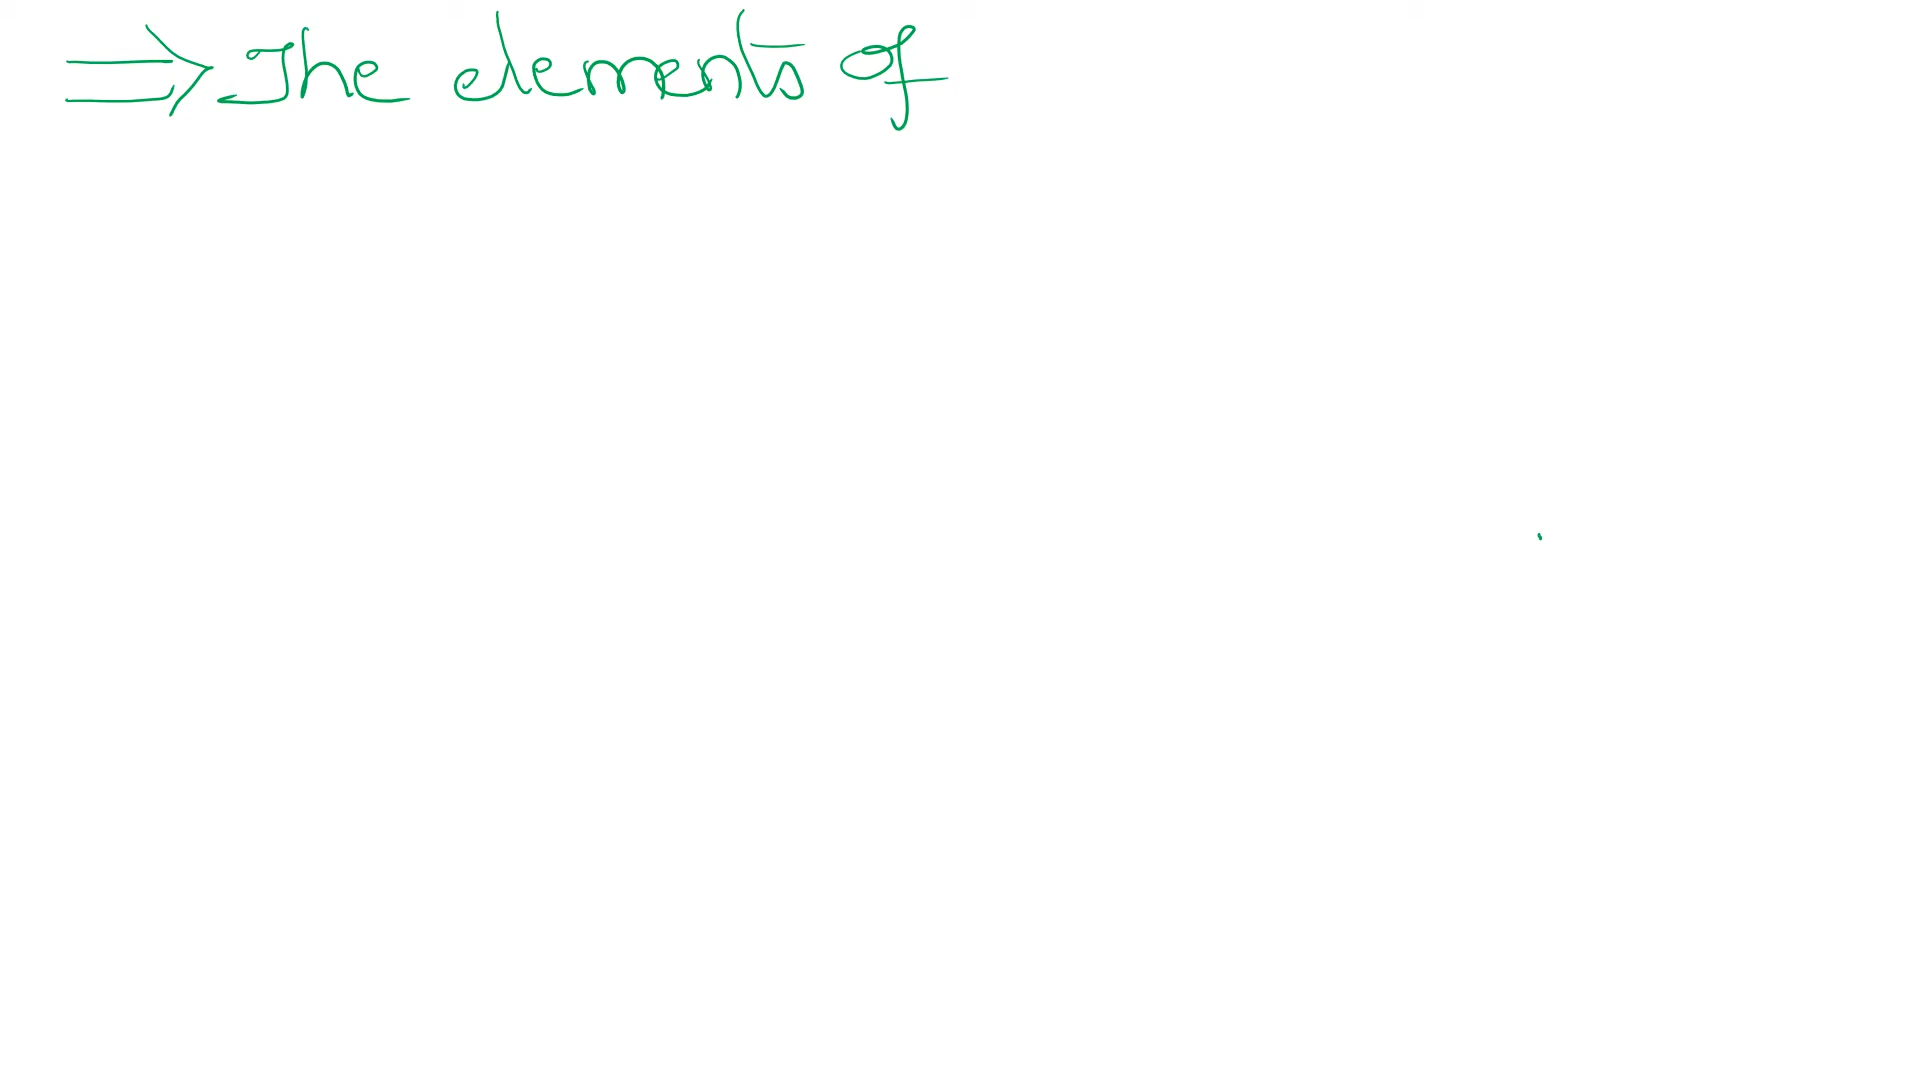 ⇒ The elements of